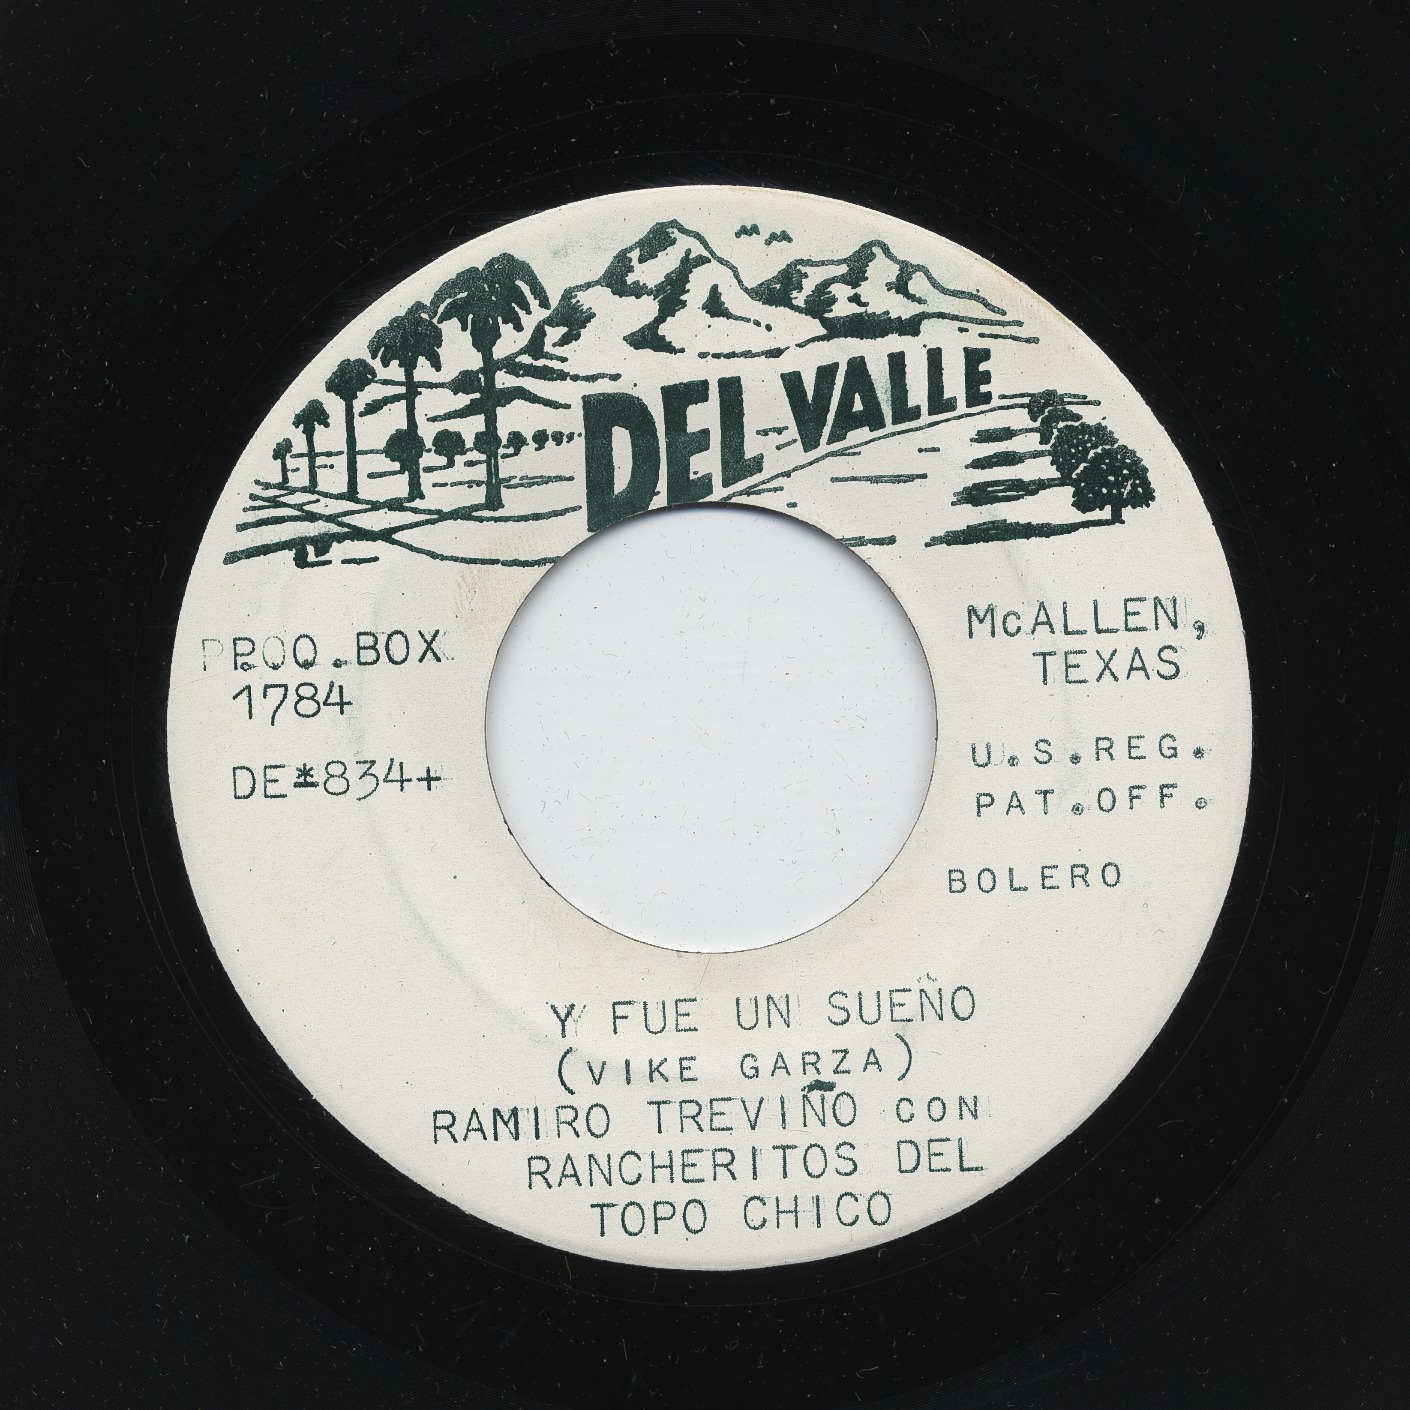 DEL VALLE
P.O. BOX
1784
DE*834+
McALLEN,
TEXAS
U.S.REG.
PAT.OFF.
BOLERO
Y FUE UN SUEÑO
(VIKE GARZA)
RAMIRO TREVIÑO CON
RANCHERITOS DEL
TOPO CHICO